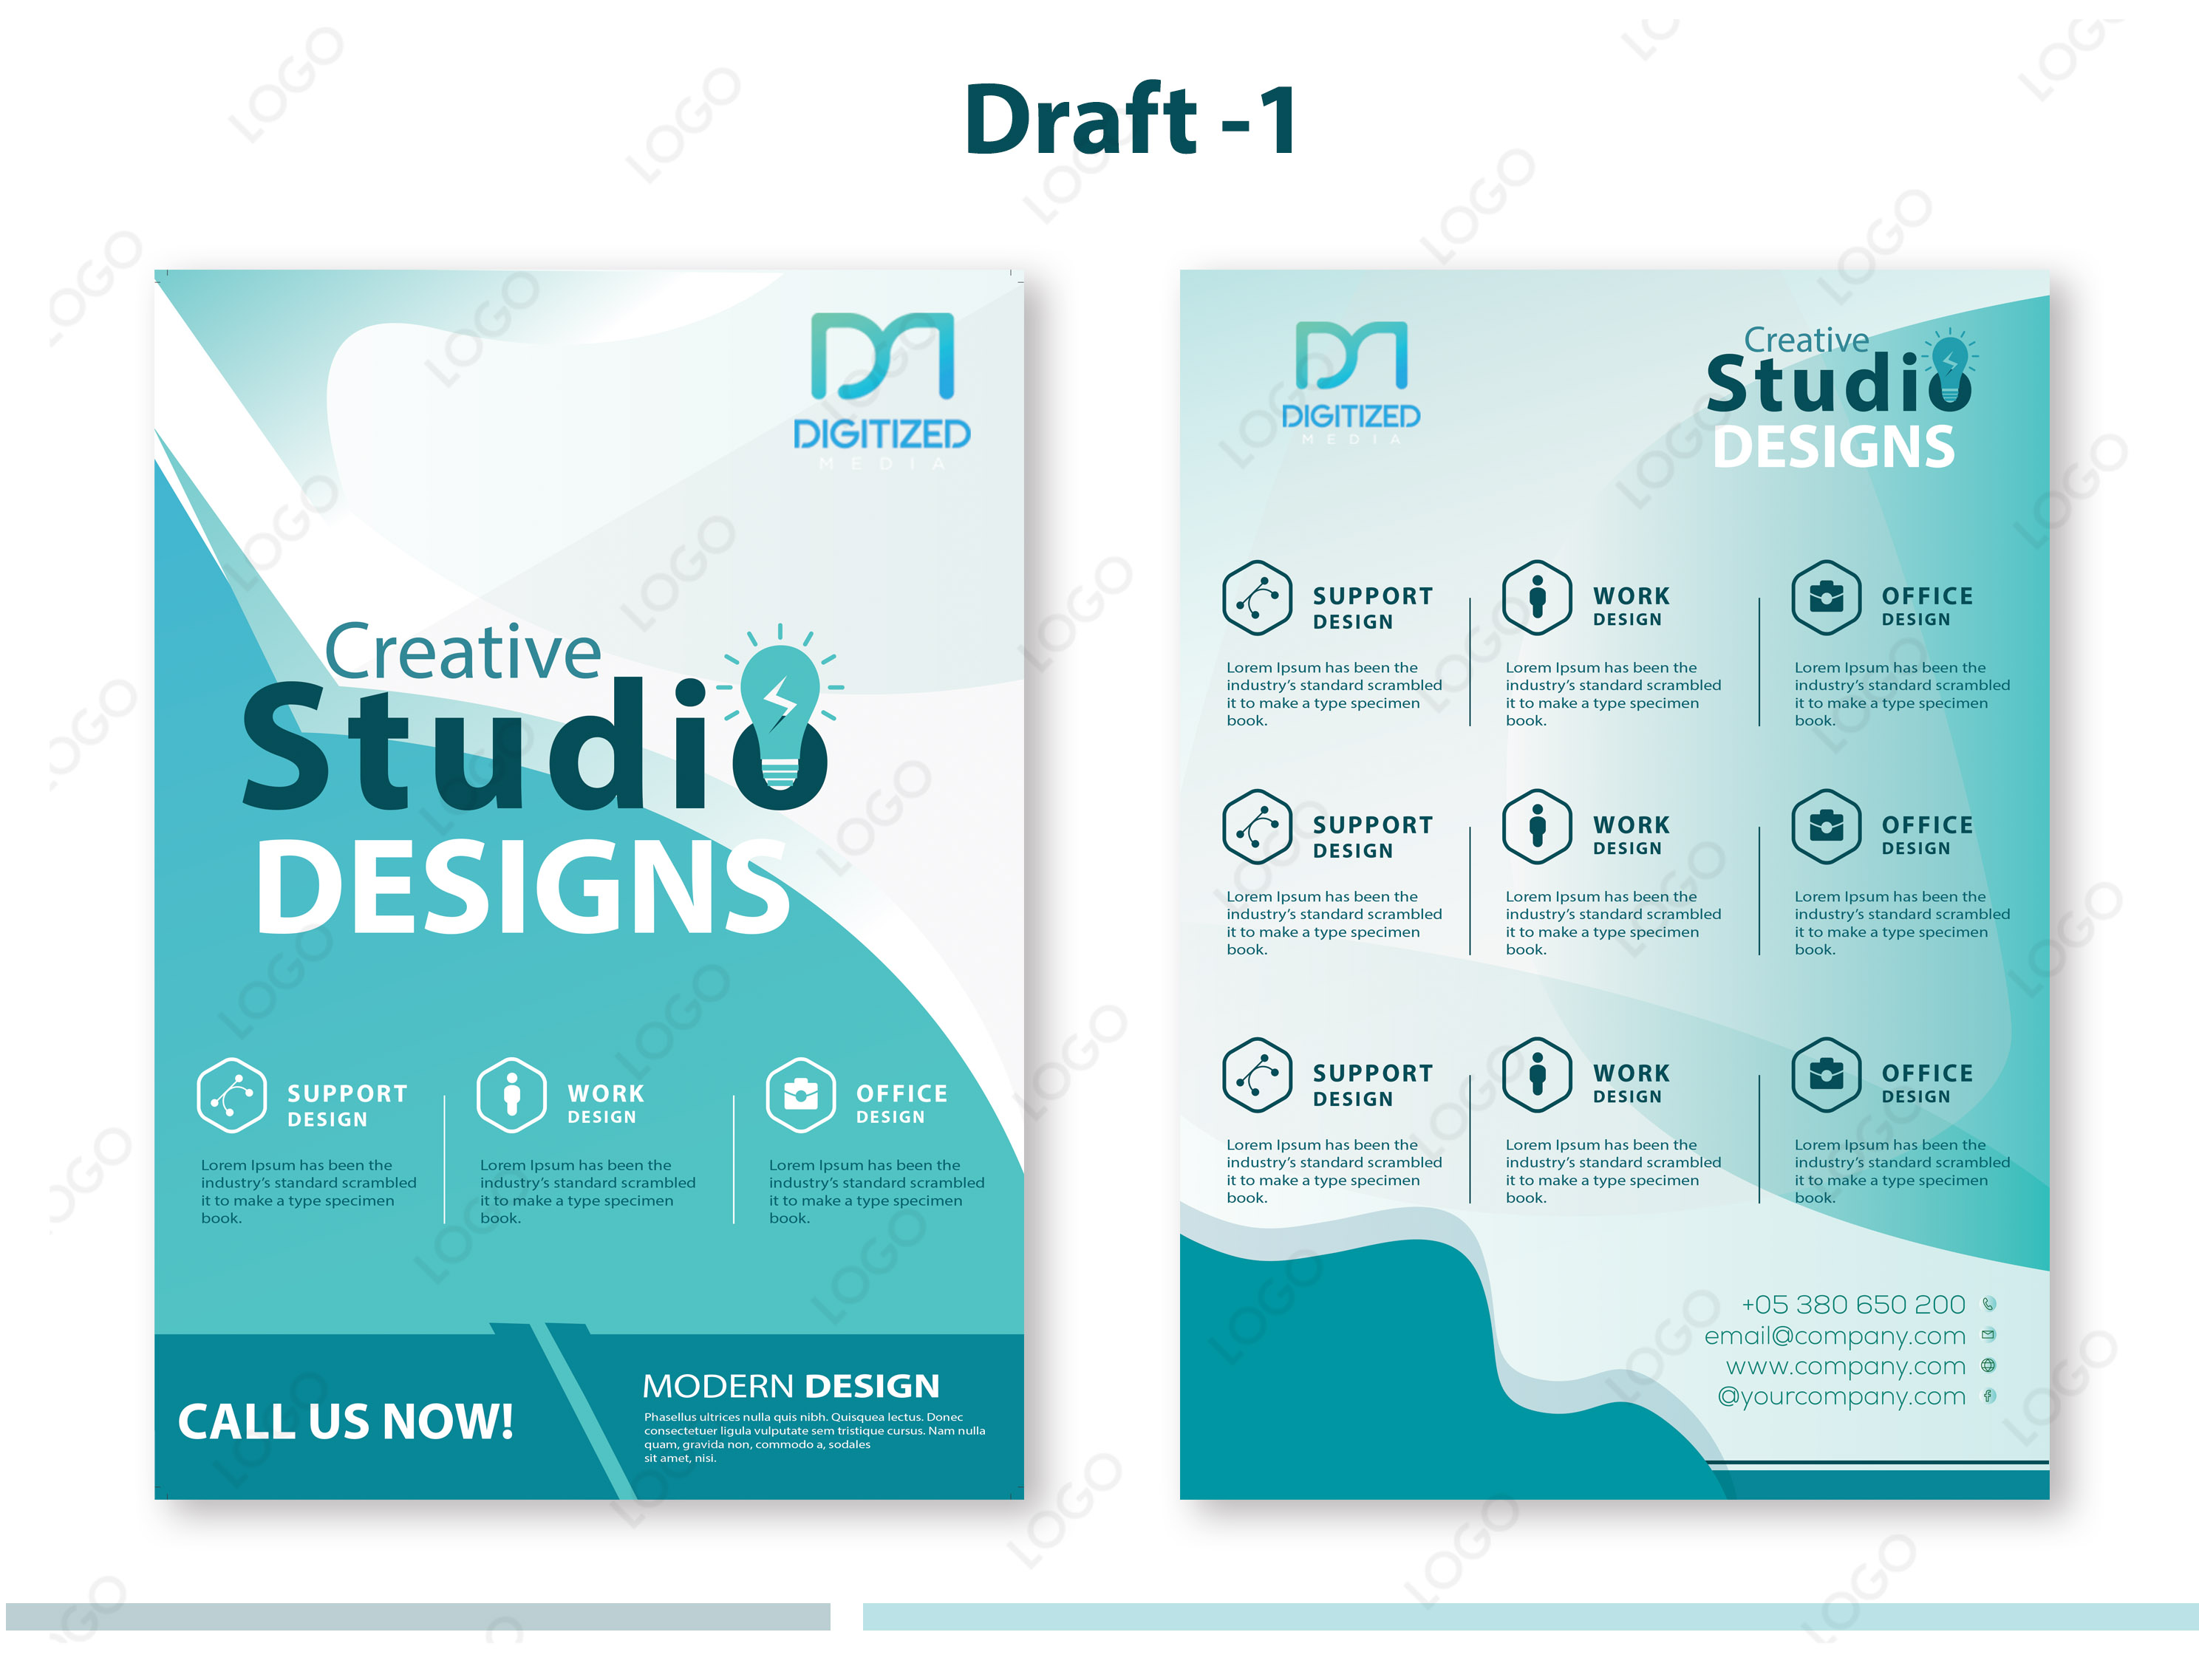 Draft -1
DIGITIZED
MEDIA
Creative
Studio
DESIGNS
SUPPORT
DESIGN
Lorem Ipsum has been the
industry's standard scrambled
it to make a type specimen
book.
WORK
DESIGN
Lorem Ipsum has been the
industry's standard scrambled
it to make a type specimen
book.
OFFICE
DESIGN
Lorem Ipsum has been the
industry's standard scrambled
it to make a type specimen
book.
CALL US NOW!
MODERN DESIGN
Phasellus ultrices nulla quis nibh. Quisquea lectus. Donec
consectetuer ligula vulputate sem tristique cursus. Nam nulla
quam, gravida non, commodo a, sodales
sit amet, nisi.
DIGITIZED
MEDIA
Creative
Studio
DESIGNS
SUPPORT
DESIGN
Lorem Ipsum has been the
industry's standard scrambled
it to make a type specimen
book.
WORK
DESIGN
Lorem Ipsum has been the
industry's standard scrambled
it to make a type specimen
book.
OFFICE
DESIGN
Lorem Ipsum has been the
industry's standard scrambled
it to make a type specimen
book.
SUPPORT
DESIGN
Lorem Ipsum has been the
industry's standard scrambled
it to make a type specimen
book.
WORK
DESIGN
Lorem Ipsum has been the
industry's standard scrambled
it to make a type specimen
book.
OFFICE
DESIGN
Lorem Ipsum has been the
industry's standard scrambled
it to make a type specimen
book.
SUPPORT
DESIGN
Lorem Ipsum has been the
industry's standard scrambled
it to make a type specimen
book.
WORK
DESIGN
Lorem Ipsum has been the
industry's standard scrambled
it to make a type specimen
book.
OFFICE
DESIGN
Lorem Ipsum has been the
industry's standard scrambled
it to make a type specimen
book.
+05 380 650 200
email@company.com
www.company.com
@yourcompany.com
LOGO